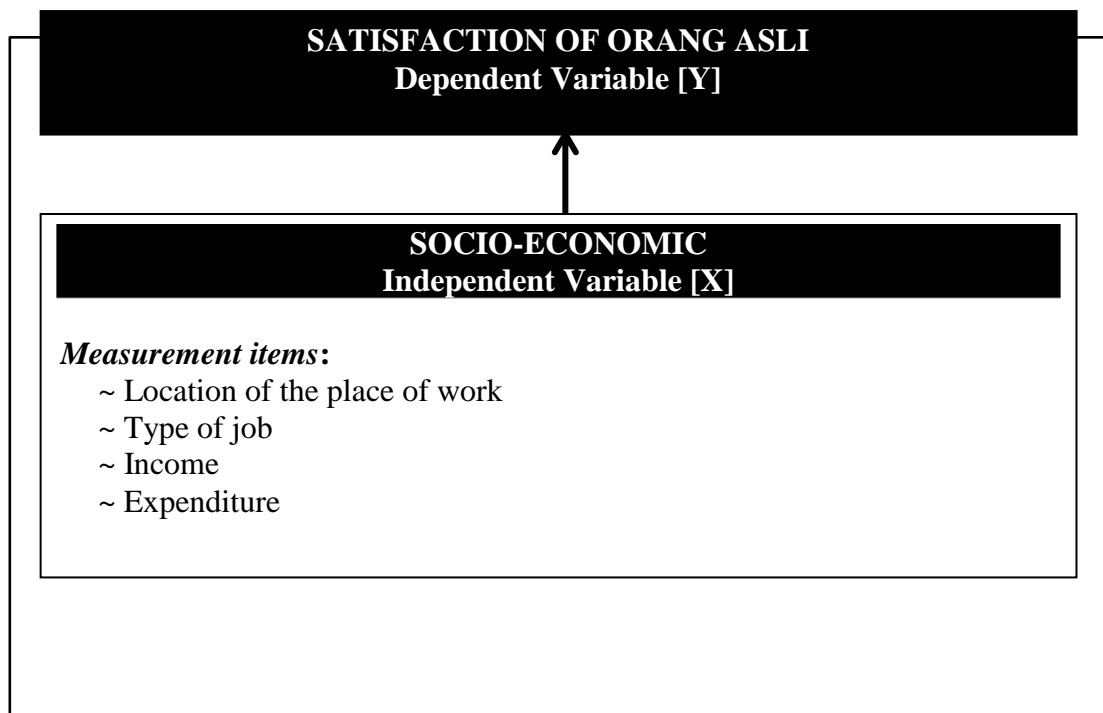 SATISFACTION OF ORANG ASLI
Dependent Variable [Y]
SOCIO-ECONOMIC
Independent Variable [X]
Measurement items:
~ Location of the place of work
~ Type of job
~ Income
~ Expenditure